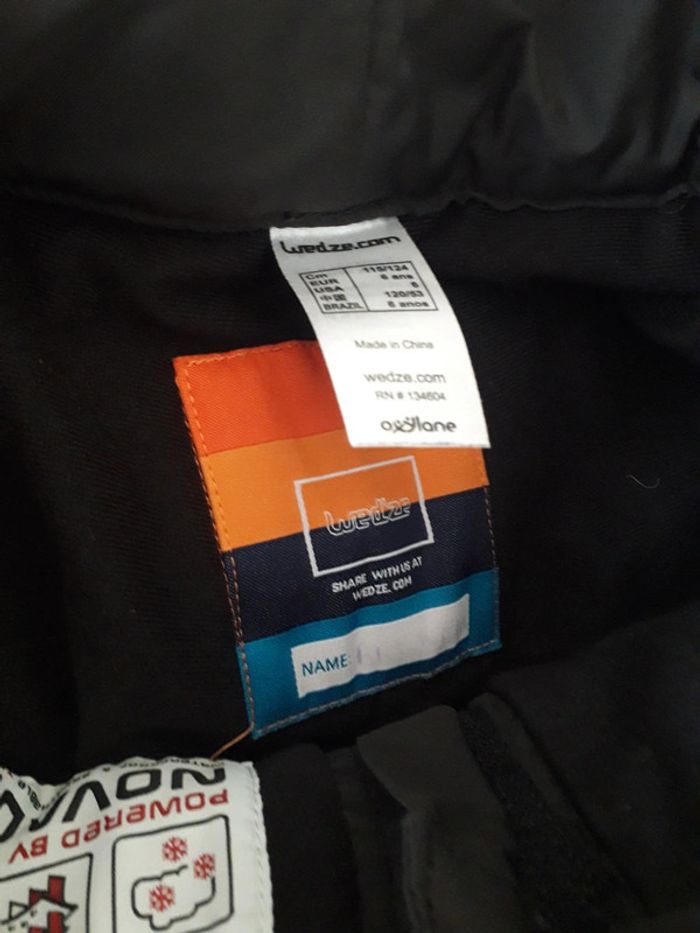 wedze.com
Cm 115/124
EUR 6 ans
USA 6
中国 120/53
BRAZIL 6 anos
Made in China
wedze.com
RN # 134604
oxylane
wedze
SHARE WITH US AT
WEDZE.COM
NAME:
POWERED BY